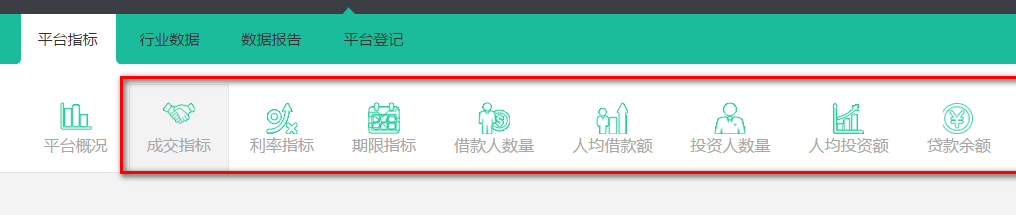 平台指标 行业数据 数据报告 平台登记
平台概况 成交指标 利率指标 期限指标 借款人数量 人均借款额 投资人数量 人均投资额 贷款余额